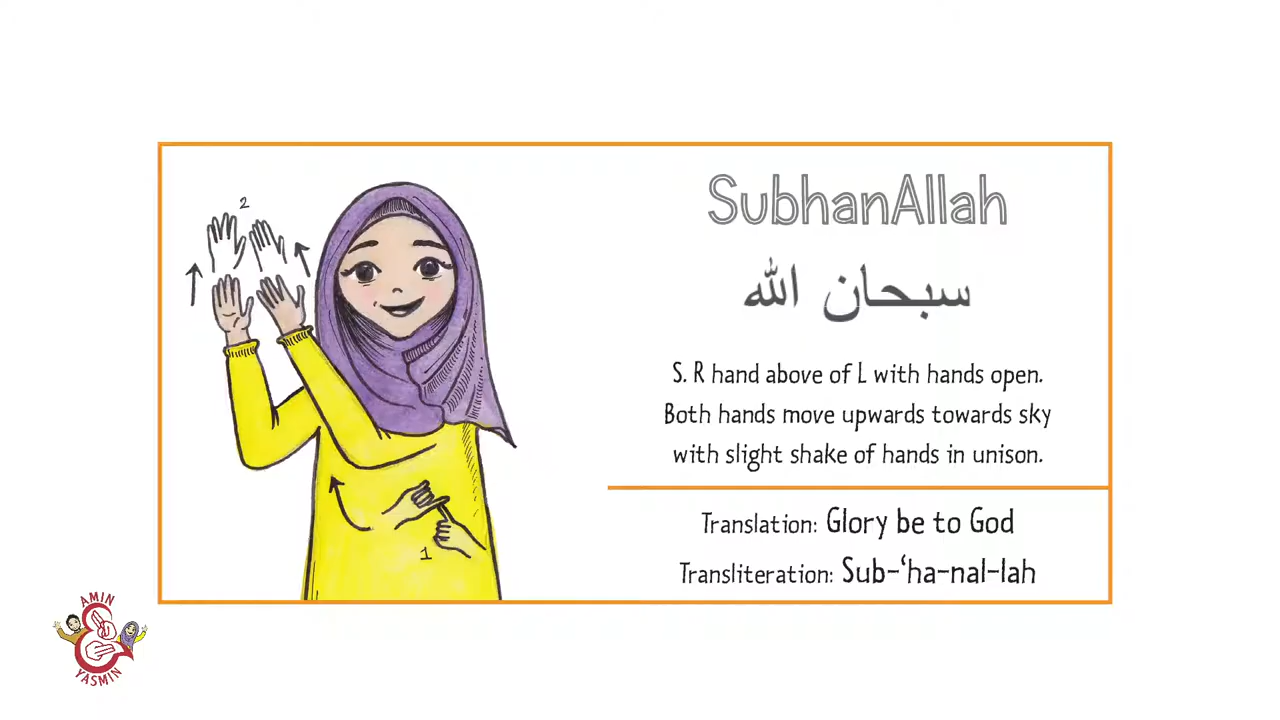 2
1
SubhanAllah
سبحان الله
S. R hand above of L with hands open.
Both hands move upwards towards sky
with slight shake of hands in unison.
Translation: Glory be to God
Transliteration: Sub-‘ha-nal-lah
AMIN
&
YASMIN